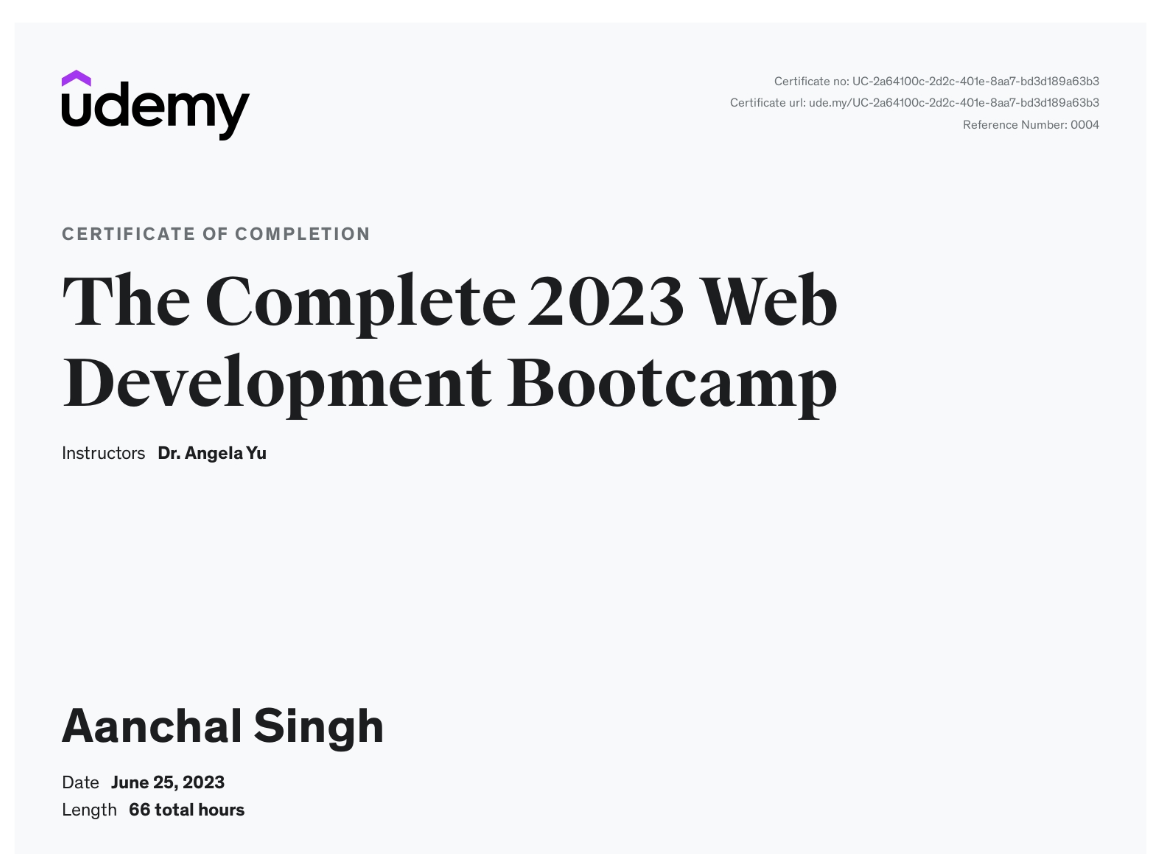 udemy
Certificate no: UC-2a64100c-2d2c-401e-8aa7-bd3d189a63b3
Certificate url: ude.my/UC-2a64100c-2d2c-401e-8aa7-bd3d189a63b3
Reference Number: 0004
CERTIFICATE OF COMPLETION
The Complete 2023 Web
Development Bootcamp
Instructors Dr. Angela Yu
Aanchal Singh
Date June 25, 2023
Length 66 total hours